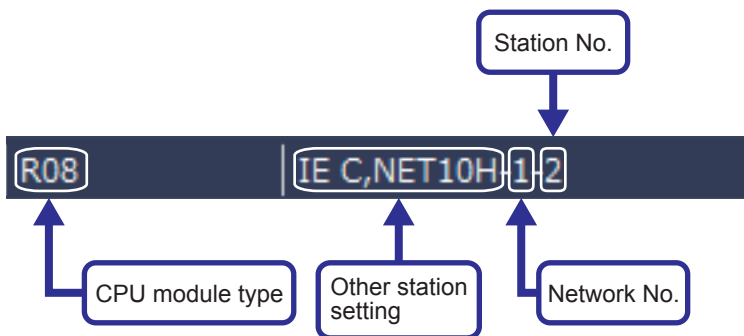 Station No.
R08 IE C,NET10H-1-2
CPU module type
Other station
setting
Network No.